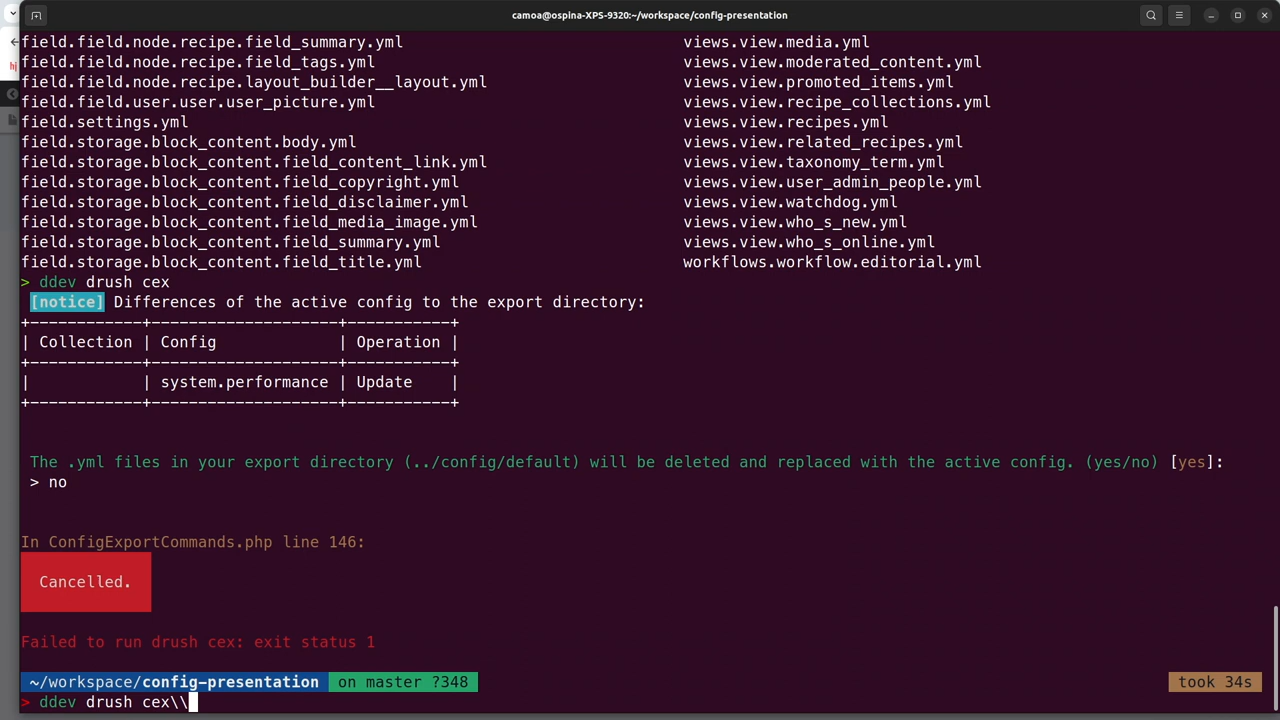 camoa@ospina-XPS-9320:~/workspace/config-presentation
field.field.node.recipe.field_summary.yml views.view.media.yml
field.field.node.recipe.field_tags.yml views.view.moderated_content.yml
field.field.node.recipe.layout_builder__layout.yml views.view.promoted_items.yml
field.field.user.user.user_picture.yml views.view.recipe_collections.yml
field.settings.yml views.view.recipes.yml
field.storage.block_content.body.yml views.view.related_recipes.yml
field.storage.block_content.field_content_link.yml views.view.taxonomy_term.yml
field.storage.block_content.field_copyright.yml views.view.user_admin_people.yml
field.storage.block_content.field_disclaimer.yml views.view.watchdog.yml
field.storage.block_content.field_media_image.yml views.view.who_s_new.yml
field.storage.block_content.field_summary.yml views.view.who_s_online.yml
field.storage.block_content.field_title.yml workflows.workflow.editorial.yml
> ddev drush cex
[notice] Differences of the active config to the export directory:
+------------+--------------------+-----------+
| Collection | Config | Operation |
+------------+--------------------+-----------+
| | system.performance | Update |
+------------+--------------------+-----------+
The .yml files in your export directory (../config/default) will be deleted and replaced with the active config. (yes/no) [yes]:
> no
In ConfigExportCommands.php line 146:
Cancelled.
Failed to run drush cex: exit status 1
~/workspace/config-presentation on master ?348 took 34s
> ddev drush cex\\